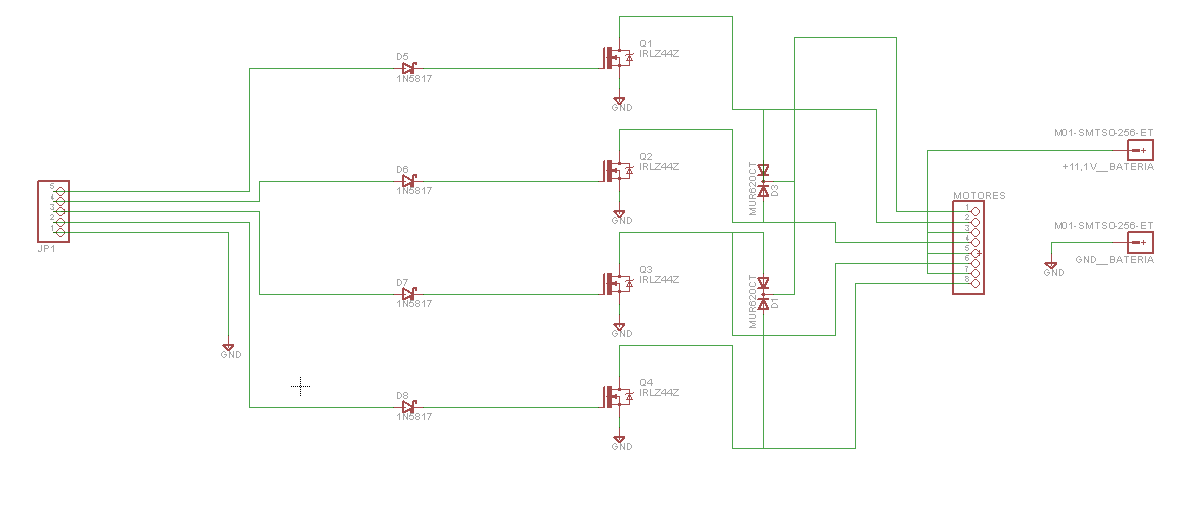 Q1
IRLZ44Z
D5
1N5817
GND
M01-SMTSO-256-ET
+11,1V__BATERIA
Q2
IRLZ44Z
D6
1N5817
MUR620CT
D3
GND
5
4
3
2
1
JP1
MOTORES
1
2
3
4
5
6
7
8
M01-SMTSO-256-ET
GND__BATERIA
GND
Q3
IRLZ44Z
D7
1N5817
MUR620CT
D1
GND
GND
Q4
IRLZ44Z
D8
1N5817
GND